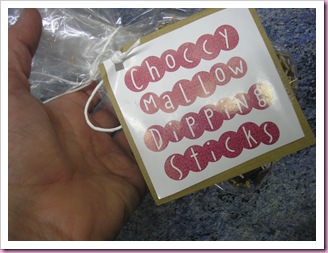 Choccy
mallow
Dipping
Sticks